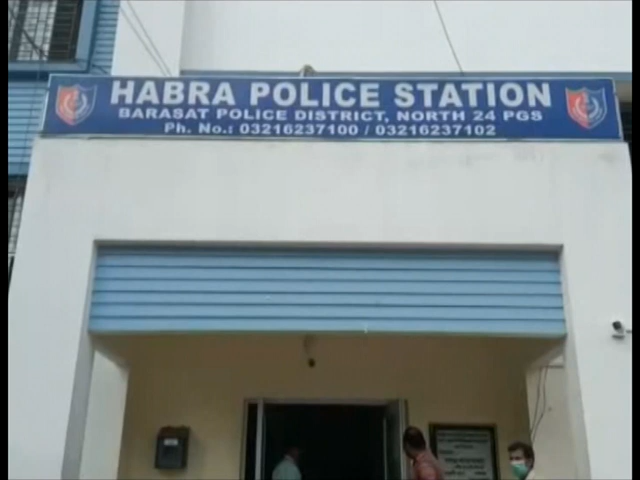 HABRA POLICE STATION
BARASAT POLICE DISTRICT, NORTH 24 PGS
Ph. No.: 03216237100 / 03216237102